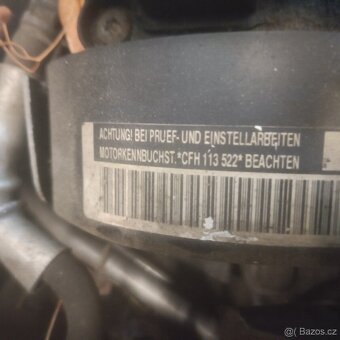 ACHTUNG! BEI PRUEF- UND EINSTELLARBEITEN
MOTORKENNBUCHST. *CFH 113 522* BEACHTEN
© Bazos.cz